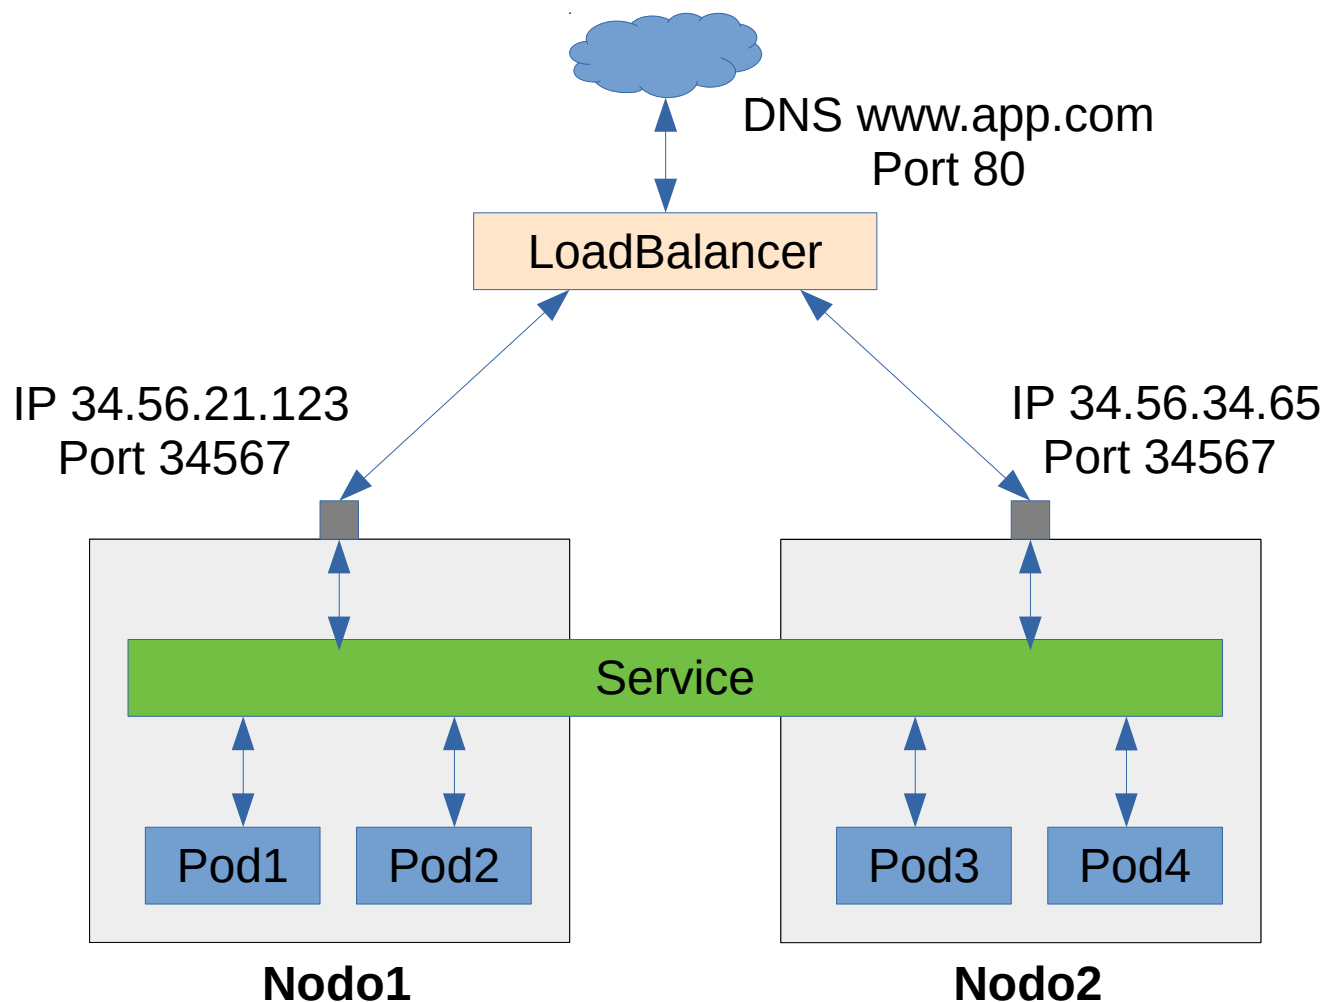 DNS www.app.com
Port 80
LoadBalancer
IP 34.56.21.123
Port 34567
IP 34.56.34.65
Port 34567
Service
Pod1
Pod2
Pod3
Pod4
Nodo1
Nodo2